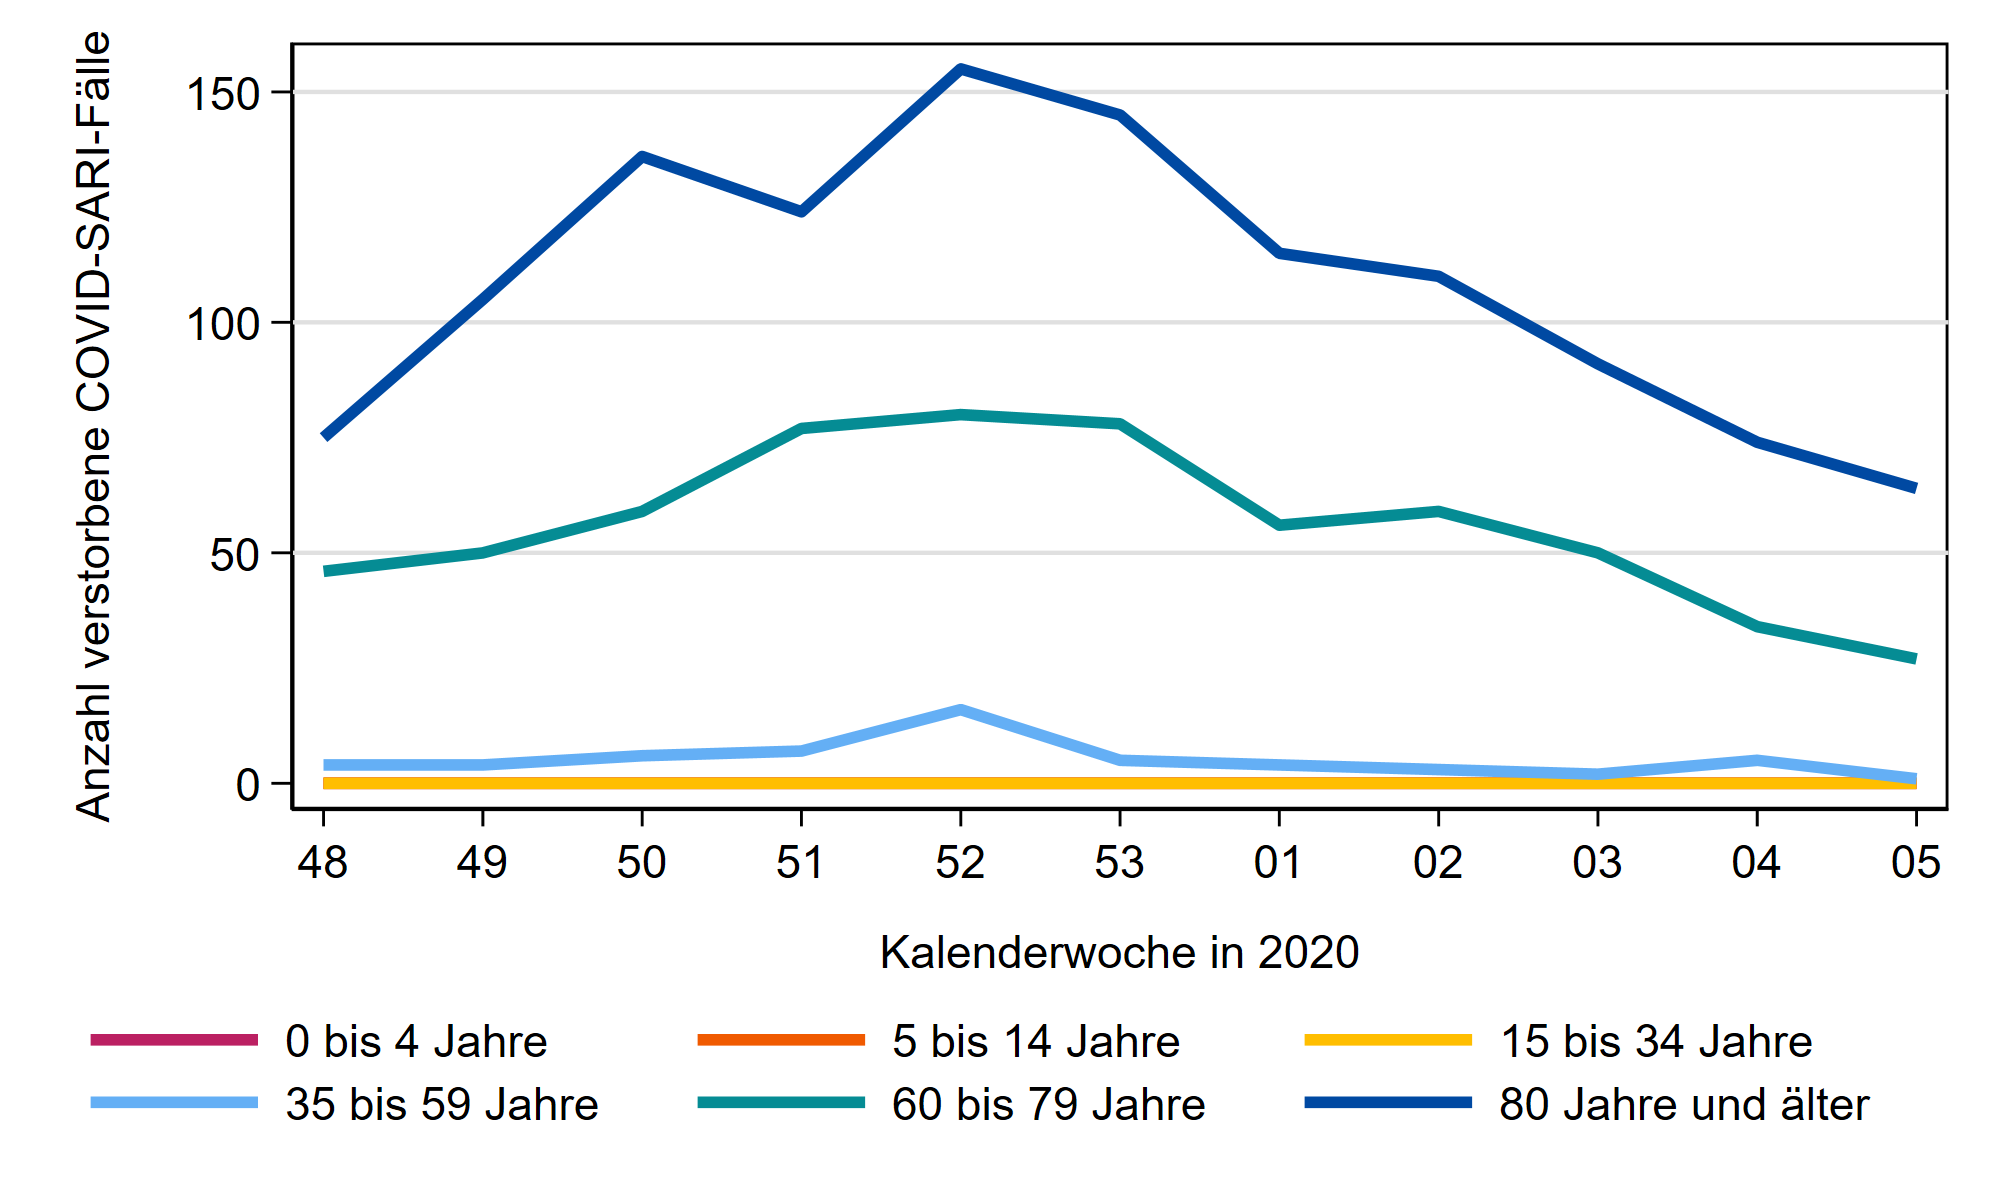 Anzahl verstorbene COVID-SARI-Fälle
150
100
50
0
48 49 50 51 52 53 01 02 03 04 05
Kalenderwoche in 2020
0 bis 4 Jahre 5 bis 14 Jahre 15 bis 34 Jahre
35 bis 59 Jahre 60 bis 79 Jahre 80 Jahre und älter